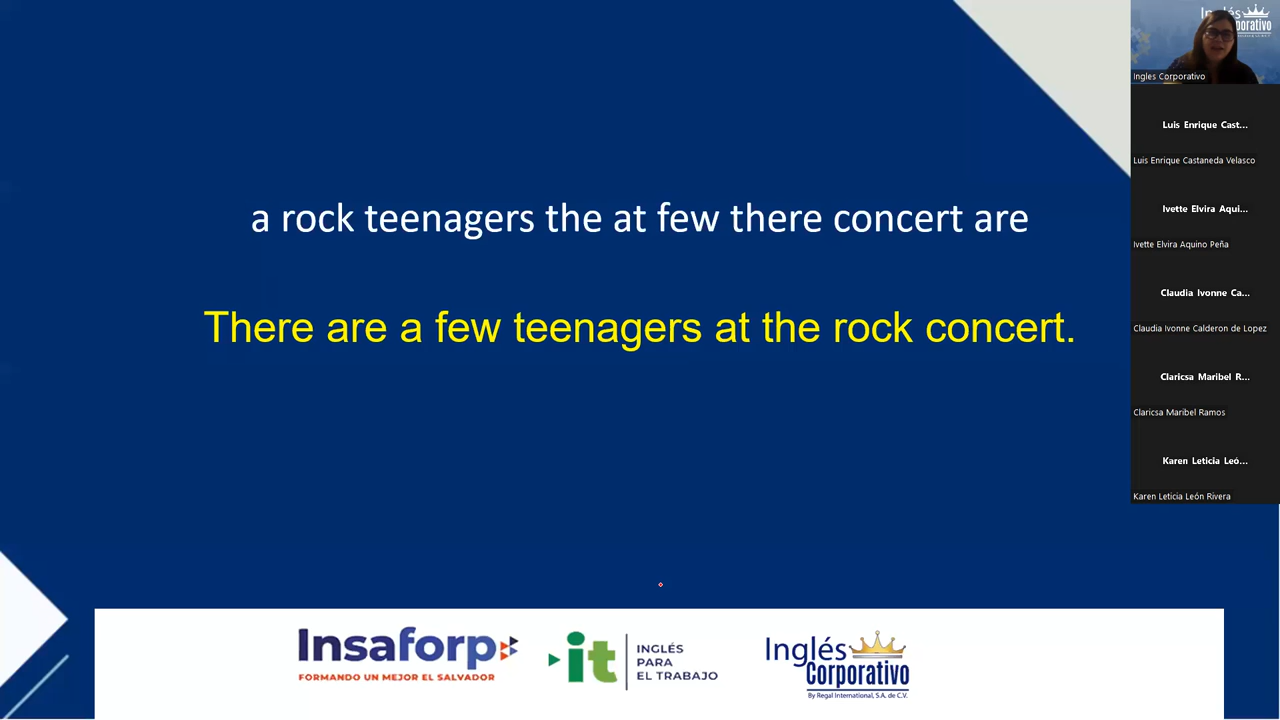 a rock teenagers the at few there concert are
There are a few teenagers at the rock concert.
Insaforp
FORMANDO UN MEJOR EL SALVADOR
it
INGLÉS
PARA
EL TRABAJO
Inglés
Corporativo
By Regal International, S.A. de C.V.
Ingles Corporativo
Luis Enrique Cast...
Luis Enrique Castaneda Velasco
Ivette Elvira Aqui...
Ivette Elvira Aquino Peña
Claudia Ivonne Ca...
Claudia Ivonne Calderon de Lopez
Claricsa Maribel R...
Claricsa Maribel Ramos
Karen Leticia Leó...
Karen Leticia León Rivera